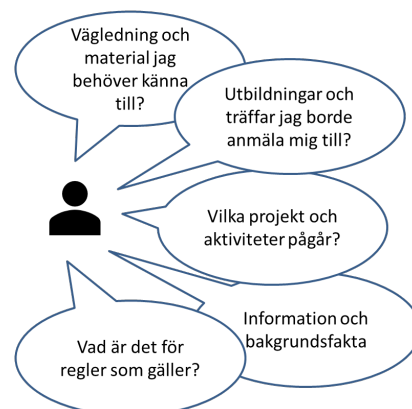 Vägledning och
material jag
behöver känna
till?
Utbildningar och
träffar jag borde
anmäla mig till?
Vilka projekt och
aktiviteter pågår?
Information och
bakgrundsfakta
Vad är det för
regler som gäller?